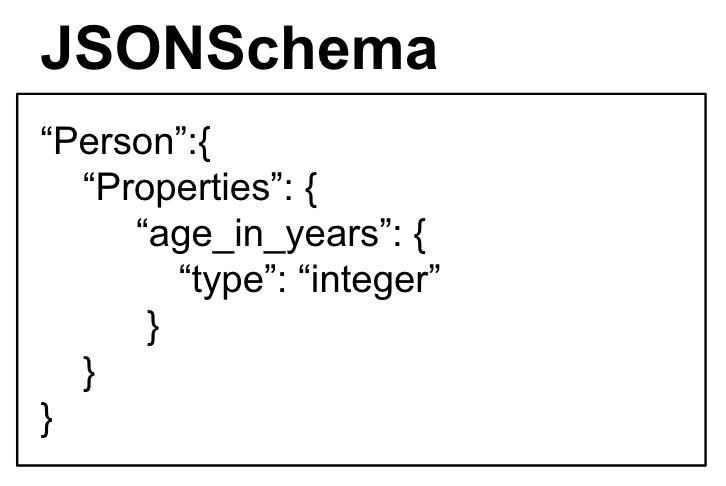 JSONSchema
“Person”:{
“Properties”: {
“age_in_years”: {
“type”: “integer”
}
}
}